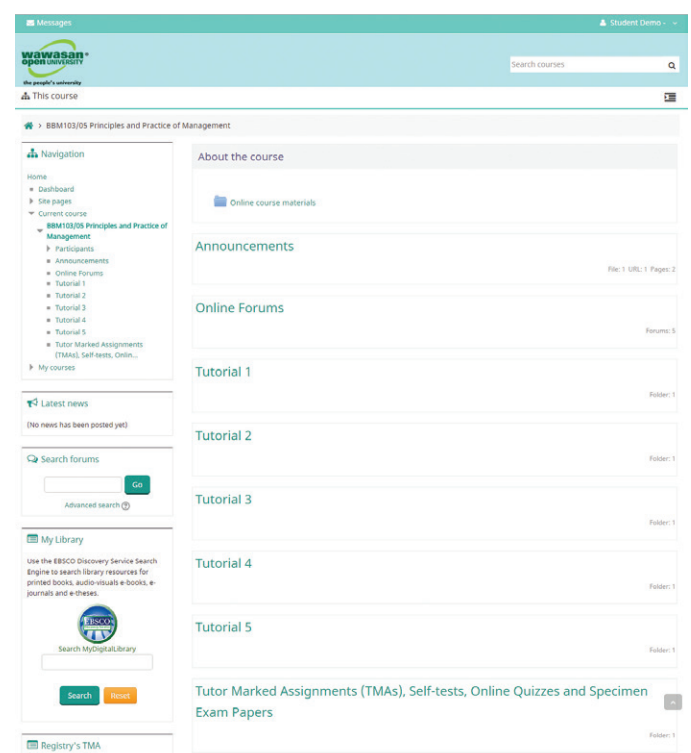 Messages
Student Demo -
wawasan
open UNIVERSITY
the people's university
Search courses
This course
BBM103/05 Principles and Practice of Management
Navigation
Home
Dashboard
Site pages
Current course
BBM103/05 Principles and Practice of
Management
Participants
Announcements
Online Forums
Tutorial 1
Tutorial 2
Tutorial 3
Tutorial 4
Tutorial 5
Tutor Marked Assignments
(TMAs), Self-tests, Onlin...
My courses
Latest news
(No news has been posted yet)
Search forums
Go
Advanced search
My Library
Use the EBSCO Discovery Service Search
Engine to search library resources for
printed books, audio-visuals e-books, e-
journals and e-theses.
EBSCO
Search MyDigitalLibrary
Search
Reset
Registry's TMA
About the course
Online course materials
Announcements
File: 1 URL: 1 Pages: 2
Online Forums
Forums: 5
Tutorial 1
Folder: 1
Tutorial 2
Folder: 1
Tutorial 3
Folder: 1
Tutorial 4
Folder: 1
Tutorial 5
Folder: 1
Tutor Marked Assignments (TMAs), Self-tests, Online Quizzes and Specimen
Exam Papers
Folder: 1